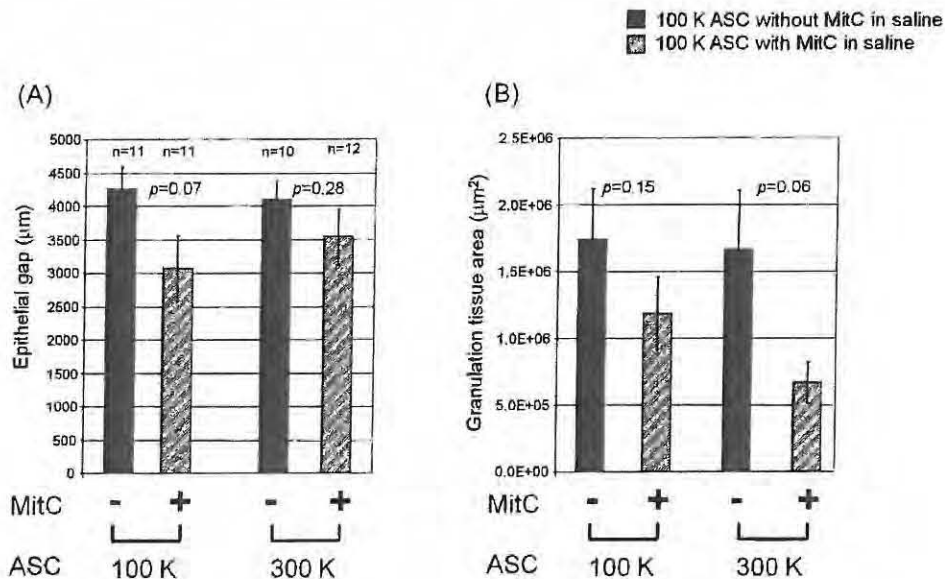 100 K ASC without MitC in saline
100 K ASC with MitC in saline
(A)
Epithelial gap (μm)
5000
4500
4000
3500
3000
2500
2000
1500
1000
500
0
n=11 n=11 n=10 n=12
p=0.07 p=0.28
MitC - + - +
ASC 100 K 300 K
(B)
Granulation tissue area (μm²)
2.5E+06
2.0E+06
1.5E+06
1.0E+06
5.0E+05
0.0E+00
p=0.15 p=0.06
MitC - + - +
ASC 100 K 300 K